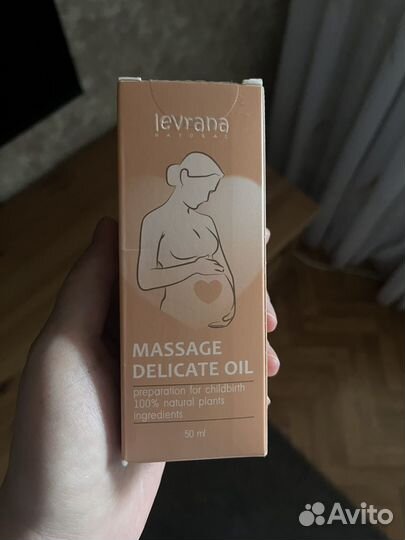 levrana
NATURAL
MASSAGE
DELICATE OIL
preparation for childbirth
100% natural plants
ingredients
50 ml
Avito